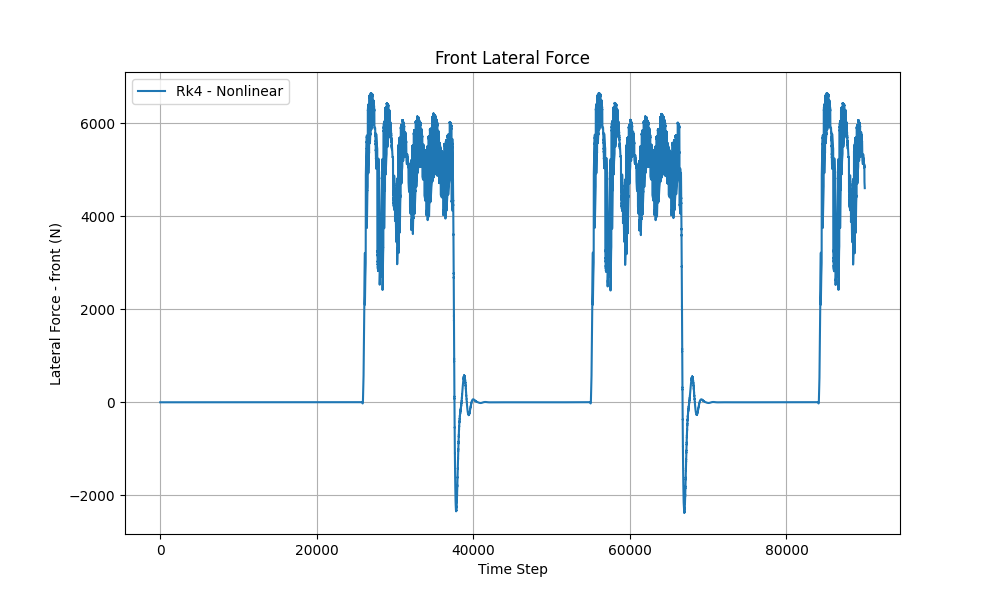 Front Lateral Force
Rk4 - Nonlinear
Lateral Force - front (N)
6000
4000
2000
0
−2000
0 20000 40000 60000 80000
Time Step